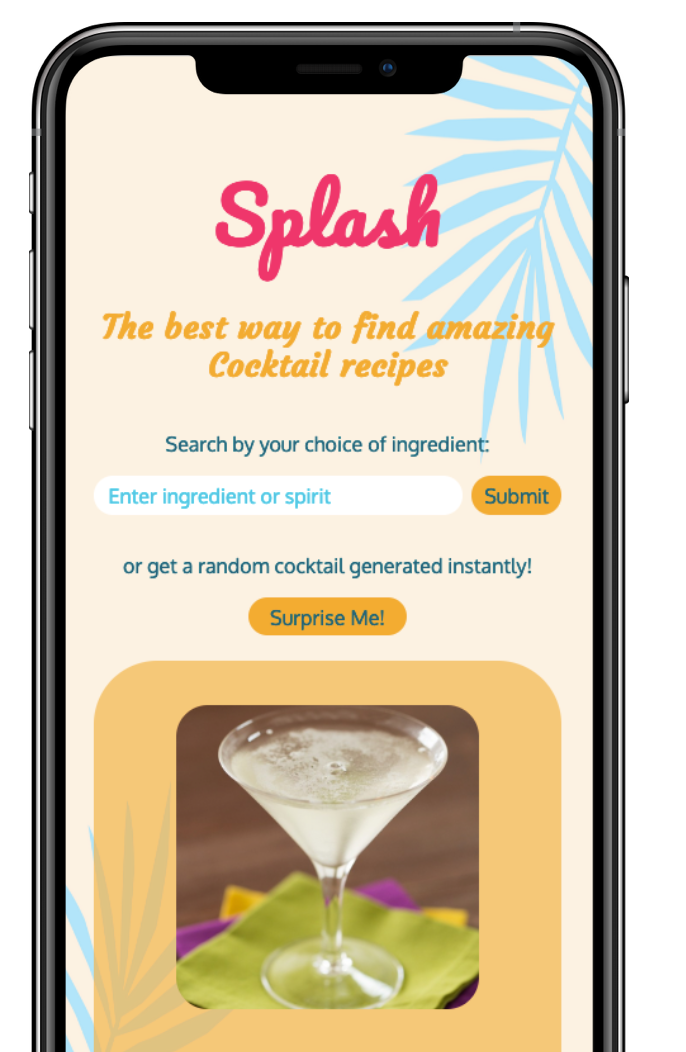 Splash
The best way to find amazing
Cocktail recipes
Search by your choice of ingredient:
Enter ingredient or spirit
Submit
or get a random cocktail generated instantly!
Surprise Me!